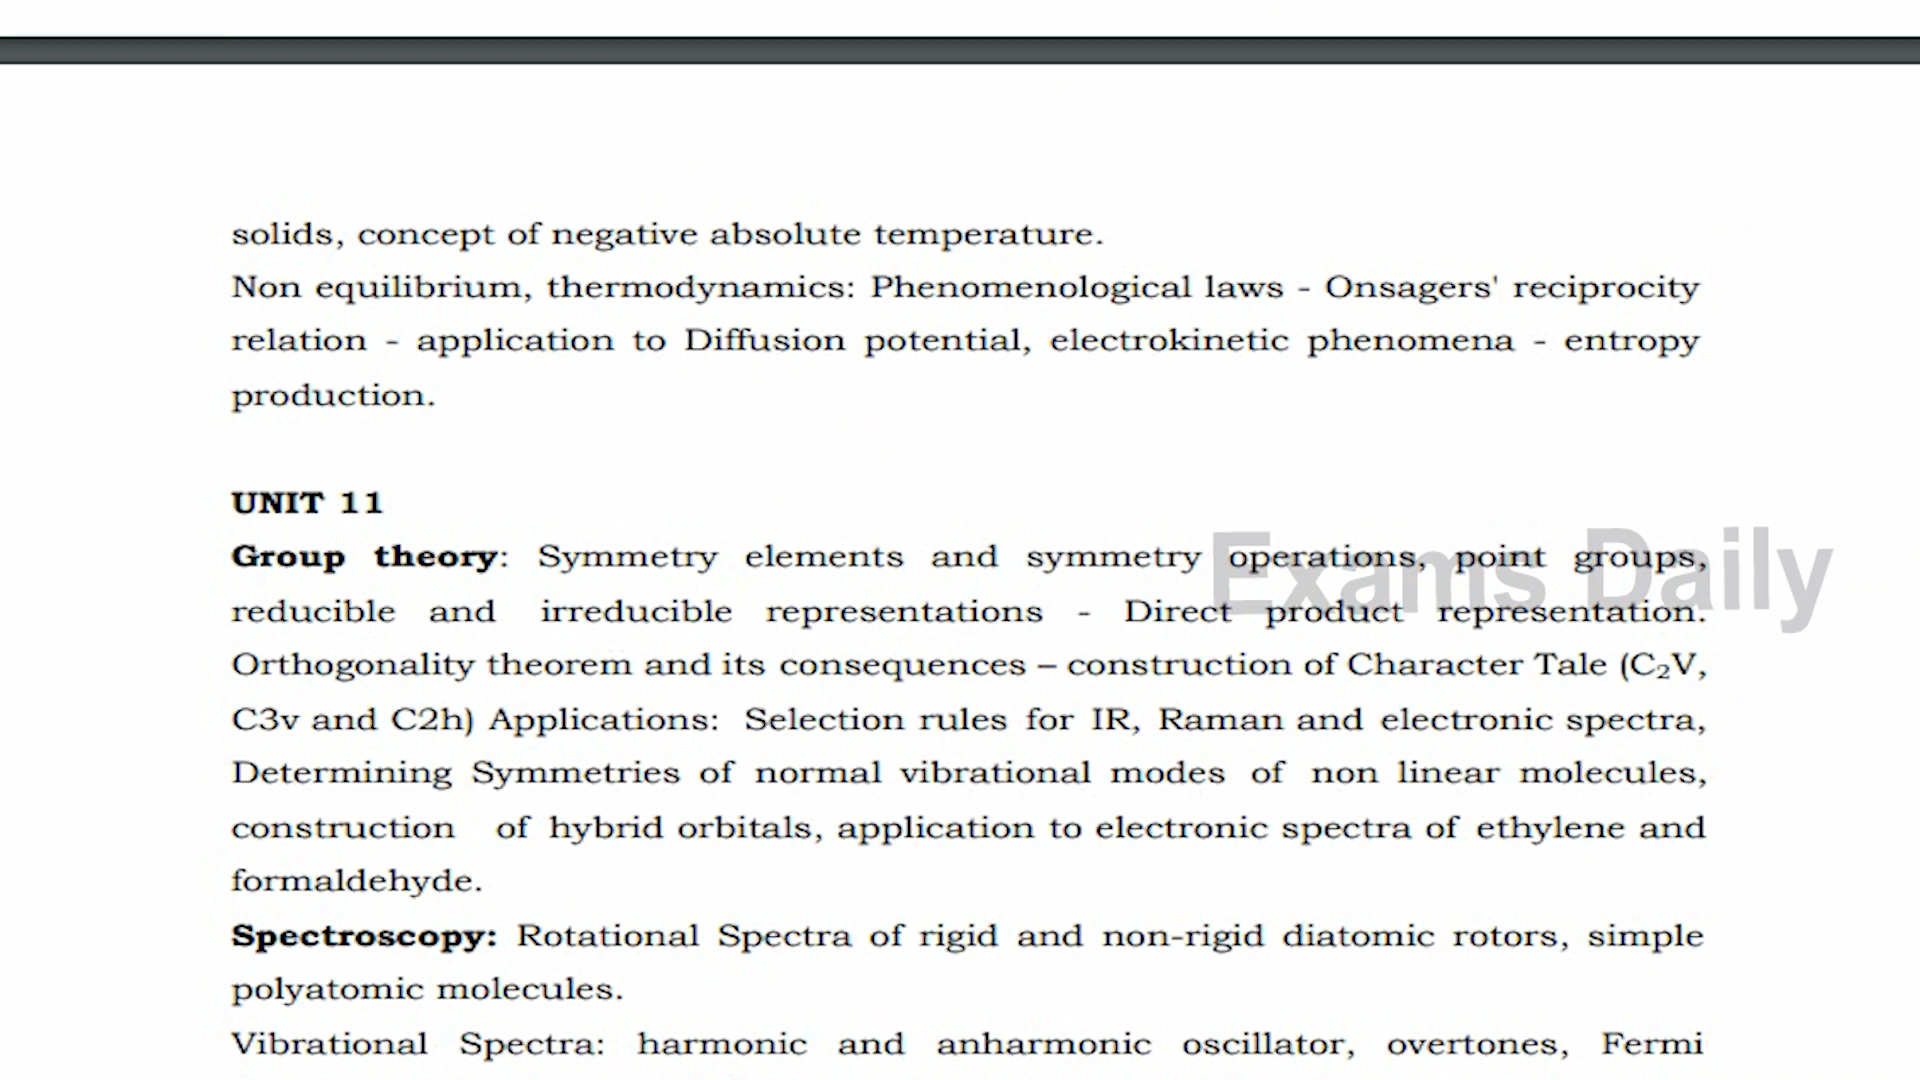 solids, concept of negative absolute temperature.
Non equilibrium, thermodynamics: Phenomenological laws - Onsagers' reciprocity
relation - application to Diffusion potential, electrokinetic phenomena - entropy
production.
UNIT 11
Group theory: Symmetry elements and symmetry operations, point groups,
reducible and irreducible representations - Direct product representation.
Orthogonality theorem and its consequences – construction of Character Tale (C₂V,
C3v and C2h) Applications: Selection rules for IR, Raman and electronic spectra,
Determining Symmetries of normal vibrational modes of non linear molecules,
construction of hybrid orbitals, application to electronic spectra of ethylene and
formaldehyde.
Spectroscopy: Rotational Spectra of rigid and non-rigid diatomic rotors, simple
polyatomic molecules.
Vibrational Spectra: harmonic and anharmonic oscillator, overtones, Fermi
Exams Daily